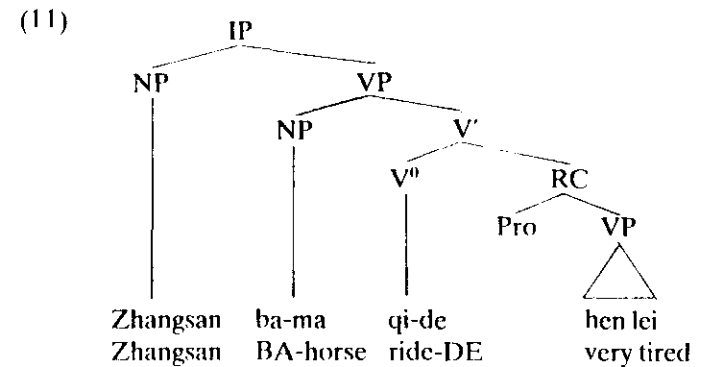 (11)
IP
NP VP
NP V′
V⁰ RC
Pro VP
Zhangsan ba-ma qi-de hen lei
Zhangsan BA-horse ride-DE very tired